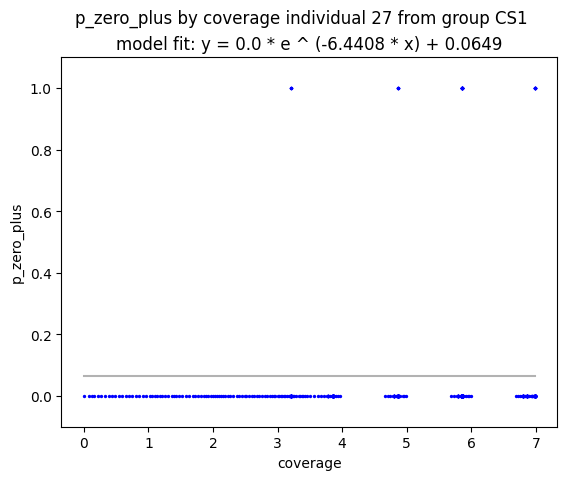 p_zero_plus by coverage individual 27 from group CS1
model fit: y = 0.0 * e ^ (-6.4408 * x) + 0.0649
1.0
0.8
0.6
0.4
0.2
0.0
p_zero_plus
0 1 2 3 4 5 6 7
coverage